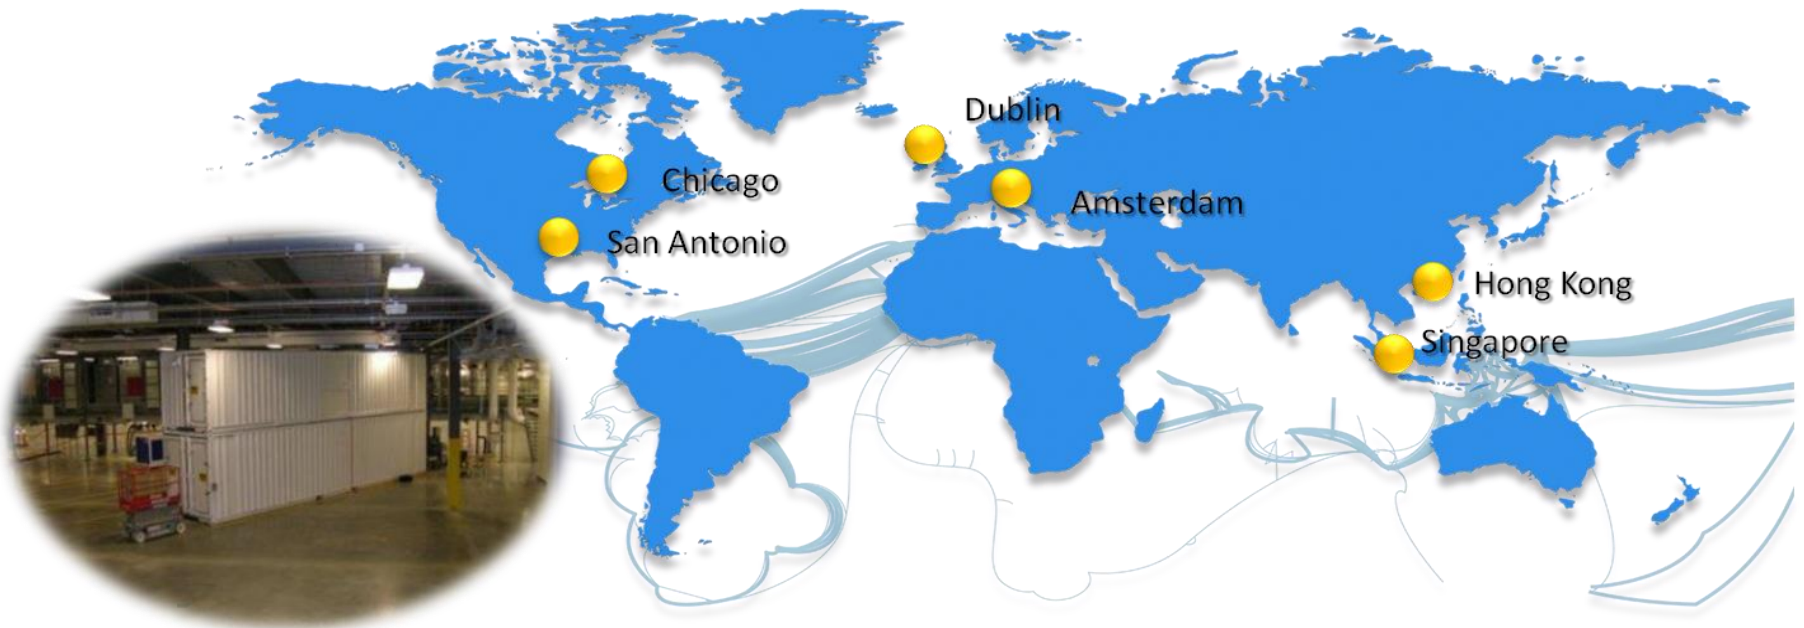 Dublin
Chicago
Amsterdam
San Antonio
Hong Kong
Singapore